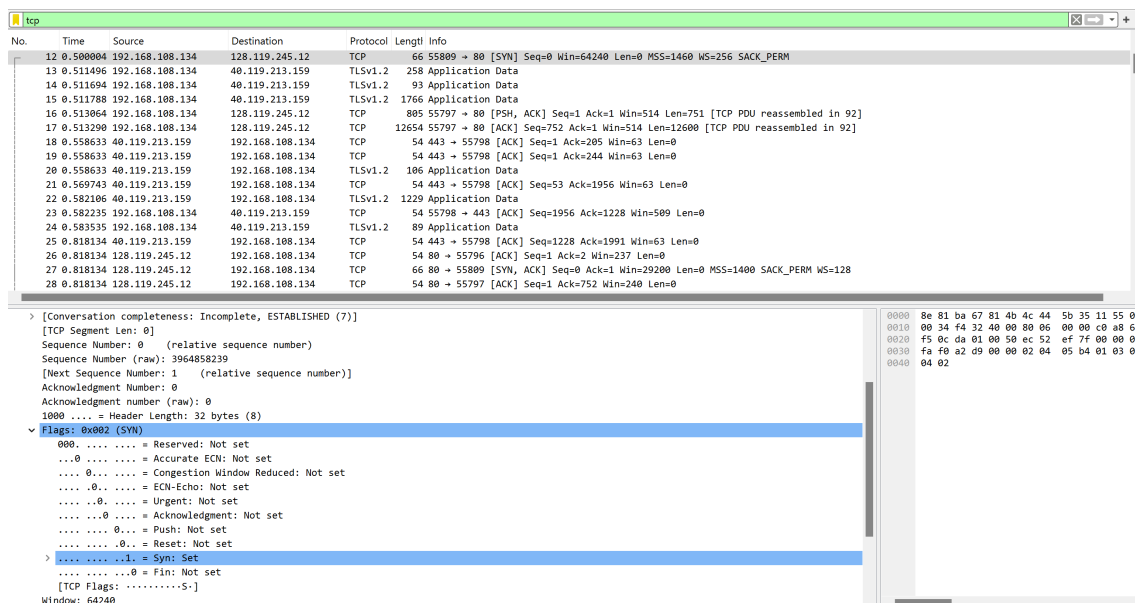 tcp
No. Time Source Destination Protocol Lengtl Info
12 0.500004 192.168.108.134 128.119.245.12 TCP 66 55809 → 80 [SYN] Seq=0 Win=64240 Len=0 MSS=1460 WS=256 SACK_PERM
13 0.511496 192.168.108.134 40.119.213.159 TLSv1.2 258 Application Data
14 0.511694 192.168.108.134 40.119.213.159 TLSv1.2 93 Application Data
15 0.511788 192.168.108.134 40.119.213.159 TLSv1.2 1766 Application Data
16 0.513064 192.168.108.134 128.119.245.12 TCP 805 55797 → 80 [PSH, ACK] Seq=1 Ack=1 Win=514 Len=751 [TCP PDU reassembled in 92]
17 0.513290 192.168.108.134 128.119.245.12 TCP 12654 55797 → 80 [ACK] Seq=752 Ack=1 Win=514 Len=12600 [TCP PDU reassembled in 92]
18 0.558633 40.119.213.159 192.168.108.134 TCP 54 443 → 55798 [ACK] Seq=1 Ack=205 Win=63 Len=0
19 0.558633 40.119.213.159 192.168.108.134 TCP 54 443 → 55798 [ACK] Seq=1 Ack=244 Win=63 Len=0
20 0.558633 40.119.213.159 192.168.108.134 TLSv1.2 106 Application Data
21 0.569743 40.119.213.159 192.168.108.134 TCP 54 443 → 55798 [ACK] Seq=53 Ack=1956 Win=63 Len=0
22 0.582106 40.119.213.159 192.168.108.134 TLSv1.2 1229 Application Data
23 0.582235 192.168.108.134 40.119.213.159 TCP 54 55798 → 443 [ACK] Seq=1956 Ack=1228 Win=509 Len=0
24 0.583535 192.168.108.134 40.119.213.159 TLSv1.2 89 Application Data
25 0.818134 40.119.213.159 192.168.108.134 TCP 54 443 → 55798 [ACK] Seq=1228 Ack=1991 Win=63 Len=0
26 0.818134 128.119.245.12 192.168.108.134 TCP 54 80 → 55796 [ACK] Seq=1 Ack=2 Win=237 Len=0
27 0.818134 128.119.245.12 192.168.108.134 TCP 66 80 → 55809 [SYN, ACK] Seq=0 Ack=1 Win=29200 Len=0 MSS=1400 SACK_PERM WS=128
28 0.818134 128.119.245.12 192.168.108.134 TCP 54 80 → 55797 [ACK] Seq=1 Ack=752 Win=240 Len=0
[Conversation completeness: Incomplete, ESTABLISHED (7)]
[TCP Segment Len: 0]
Sequence Number: 0 (relative sequence number)
Sequence Number (raw): 3964858239
[Next Sequence Number: 1 (relative sequence number)]
Acknowledgment Number: 0
Acknowledgment number (raw): 0
1000 .... = Header Length: 32 bytes (8)
Flags: 0x002 (SYN)
000. .... .... = Reserved: Not set
...0 .... .... = Accurate ECN: Not set
.... 0... .... = Congestion Window Reduced: Not set
.... .0.. .... = ECN-Echo: Not set
.... ..0. .... = Urgent: Not set
.... ...0 .... = Acknowledgment: Not set
.... .... 0... = Push: Not set
.... .... .0.. = Reset: Not set
.... .... ..1. = Syn: Set
.... .... ...0 = Fin: Not set
[TCP Flags: ··········S·]
Window: 64240
0000 8e 81 ba 67 81 4b 4c 44 5b 35 11 55 0
0010 00 34 f4 32 40 00 80 06 00 00 c0 a8 6
0020 f5 0c da 01 00 50 ec 52 ef 7f 00 00 0
0030 fa f0 a2 d9 00 00 02 04 05 b4 01 03 0
0040 04 02